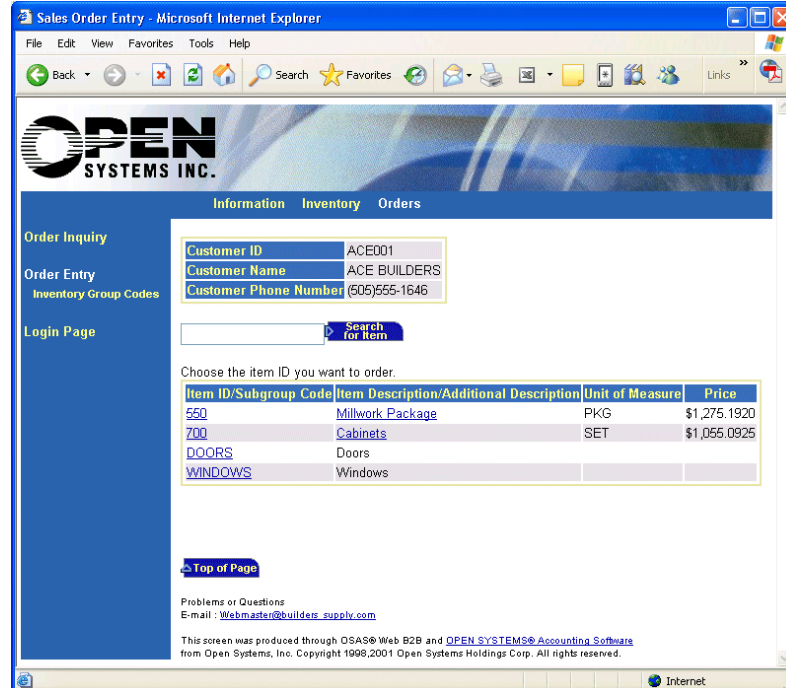 Sales Order Entry - Microsoft Internet Explorer
File Edit View Favorites Tools Help
Back Search Favorites Links »
OPEN
SYSTEMS INC.
Information Inventory Orders
Order Inquiry
Order Entry
Inventory Group Codes
Login Page
Customer ID ACE001
Customer Name ACE BUILDERS
Customer Phone Number (505)555-1646
Search
for Item
Choose the item ID you want to order.
Item ID/Subgroup Code Item Description/Additional Description Unit of Measure Price
550 Millwork Package PKG $1,275.1920
700 Cabinets SET $1,055.0925
DOORS Doors
WINDOWS Windows
Top of Page
Problems or Questions
E-mail : Webmaster@builders_supply.com
This screen was produced through OSAS® Web B2B and OPEN SYSTEMS® Accounting Software
from Open Systems, Inc. Copyright 1998,2001 Open Systems Holdings Corp. All rights reserved.
Internet